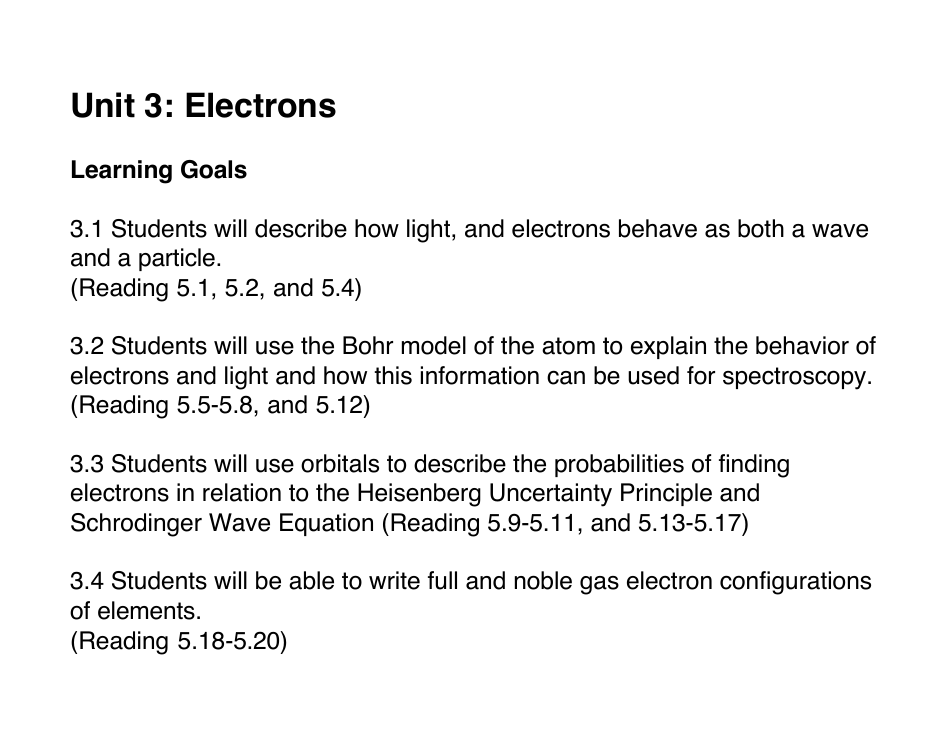 Unit 3: Electrons
Learning Goals
3.1 Students will describe how light, and electrons behave as both a wave
and a particle.
(Reading 5.1, 5.2, and 5.4)
3.2 Students will use the Bohr model of the atom to explain the behavior of
electrons and light and how this information can be used for spectroscopy.
(Reading 5.5-5.8, and 5.12)
3.3 Students will use orbitals to describe the probabilities of finding
electrons in relation to the Heisenberg Uncertainty Principle and
Schrodinger Wave Equation (Reading 5.9-5.11, and 5.13-5.17)
3.4 Students will be able to write full and noble gas electron configurations
of elements.
(Reading 5.18-5.20)